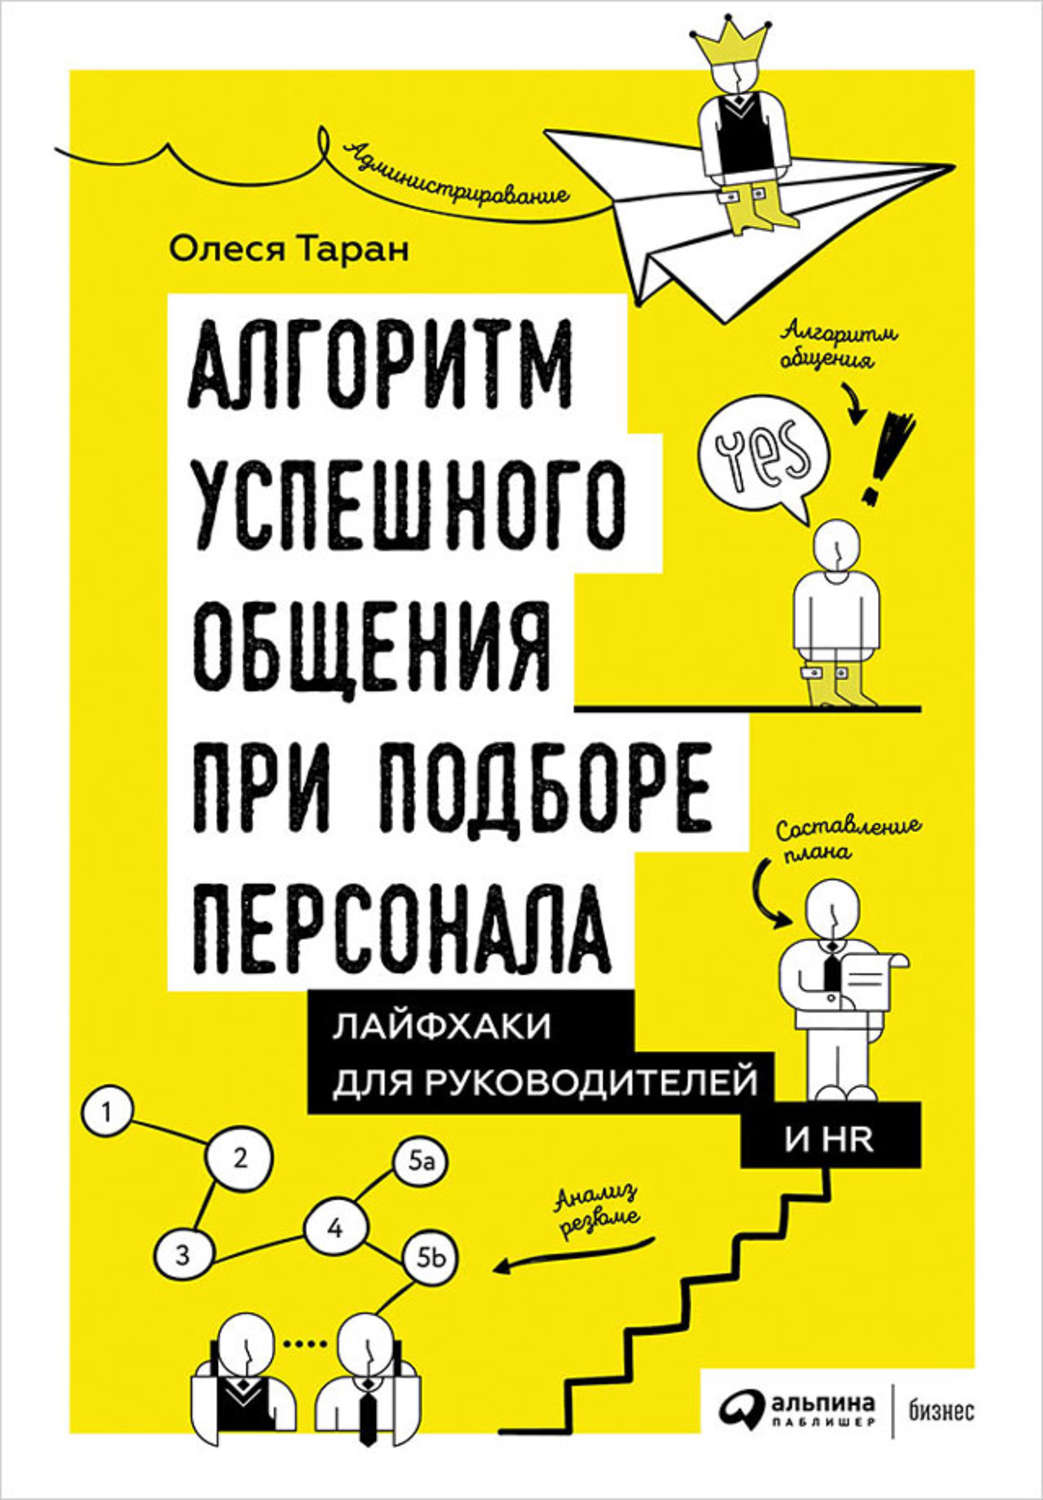 Администрирование
Олеся Таран
АЛГОРИТМ
УСПЕШНОГО
ОБЩЕНИЯ
ПРИ ПОДБОРЕ
ПЕРСОНАЛА
Алгоритм
общения
Yes
!
Составление
плана
ЛАЙФХАКИ
ДЛЯ РУКОВОДИТЕЛЕЙ
И HR
1
2
3
4
5a
5b
Анализ
резюме
альпина
ПАБЛИШЕР
бизнес